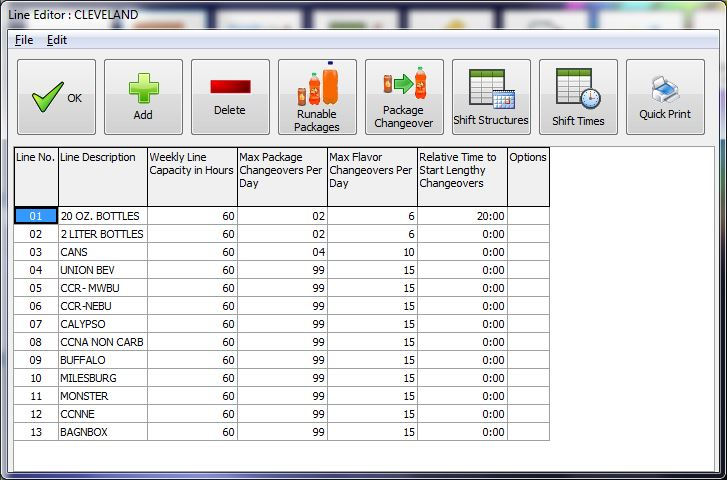 Line Editor : CLEVELAND
File Edit
OK
Add
Delete
Runable
Packages
Package
Changeover
Shift Structures
Shift Times
Quick Print
Line No. Line Description Weekly Line Capacity in Hours Max Package Changeovers Per Day Max Flavor Changeovers Per Day Relative Time to Start Lengthy Changeovers Options
01 20 OZ. BOTTLES 60 02 6 20:00
02 2 LITER BOTTLES 60 02 6 0:00
03 CANS 60 04 10 0:00
04 UNION BEV 60 99 15 0:00
05 CCR- MWBU 60 99 15 0:00
06 CCR-NEBU 60 99 15 0:00
07 CALYPSO 60 99 15 0:00
08 CCNA NON CARB 60 99 15 0:00
09 BUFFALO 60 99 15 0:00
10 MILESBURG 60 99 15 0:00
11 MONSTER 60 99 15 0:00
12 CCNNE 60 99 15 0:00
13 BAGNBOX 60 99 15 0:00